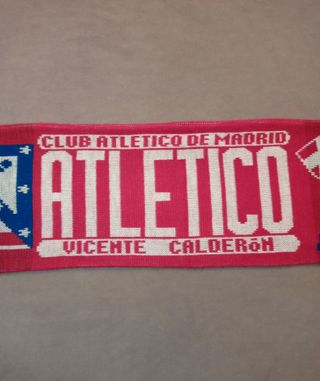 CLUB ATLETICO DE MADRID
ATLETICO
VICENTE CALDERóN